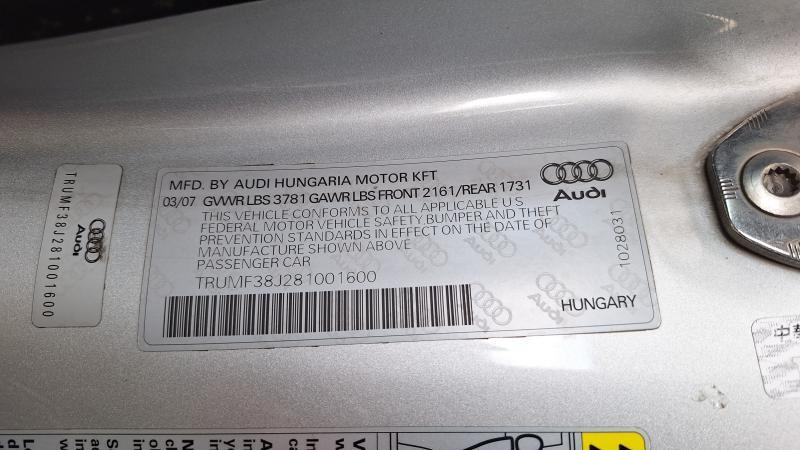 MFD. BY AUDI HUNGARIA MOTOR KFT
03/07 GVWR LBS 3781 GAWR LBS FRONT 2161/REAR 1731
THIS VEHICLE CONFORMS TO ALL APPLICABLE U S
FEDERAL MOTOR VEHICLE SAFETY BUMPER AND THEFT
PREVENTION STANDARDS IN EFFECT ON THE DATE OF
MANUFACTURE SHOWN ABOVE
PASSENGER CAR
TRUMF38J281001600
Audi
1028031
HUNGARY
TRUMF38J281001600
Audi